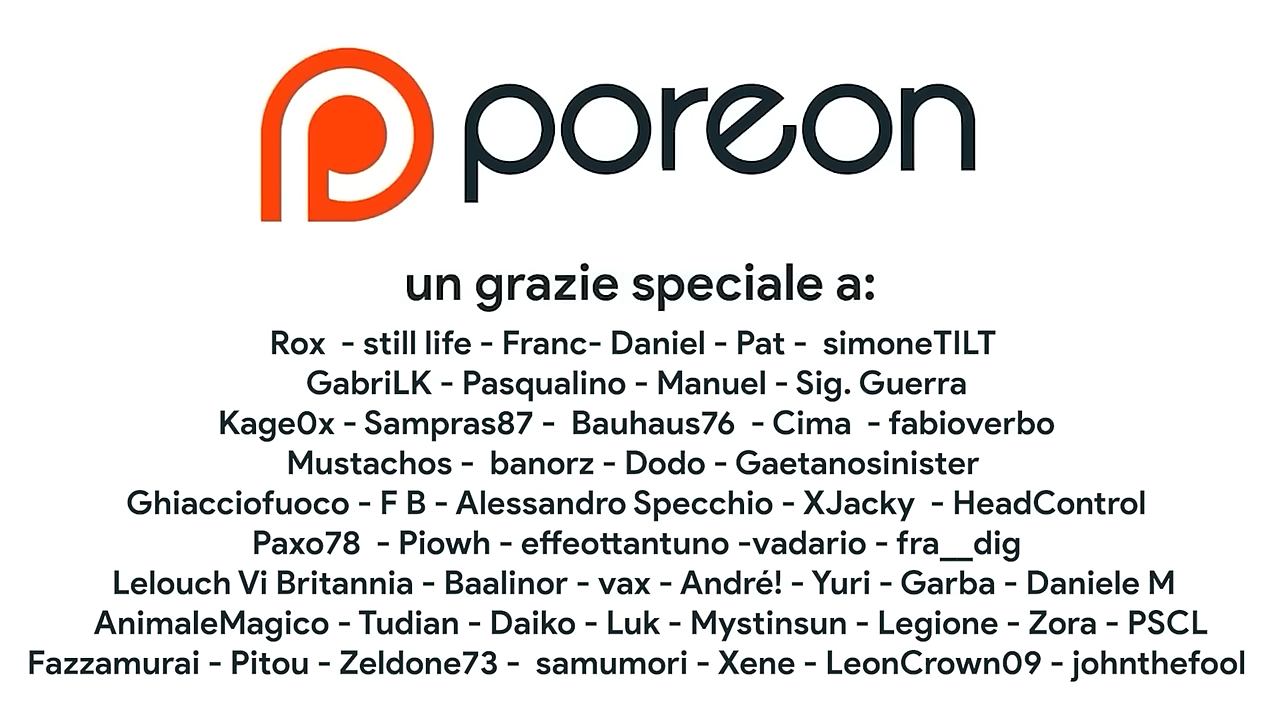 poreon
un grazie speciale a:
Rox - still life - Franc- Daniel - Pat - simoneTILT
GabriLK - Pasqualino - Manuel - Sig. Guerra
Kage0x - Sampras87 - Bauhaus76 - Cima - fabioverbo
Mustachos - banorz - Dodo - Gaetanosinister
Ghiacciofuoco - F B - Alessandro Specchio - XJacky - HeadControl
Paxo78 - Piowh - effeottantuno -vadario - fra__dig
Lelouch Vi Britannia - Baalinor - vax - André! - Yuri - Garba - Daniele M
AnimaleMagico - Tudian - Daiko - Luk - Mystinsun - Legione - Zora - PSCL
Fazzamurai - Pitou - Zeldone73 - samumori - Xene - LeonCrown09 - johnthefool